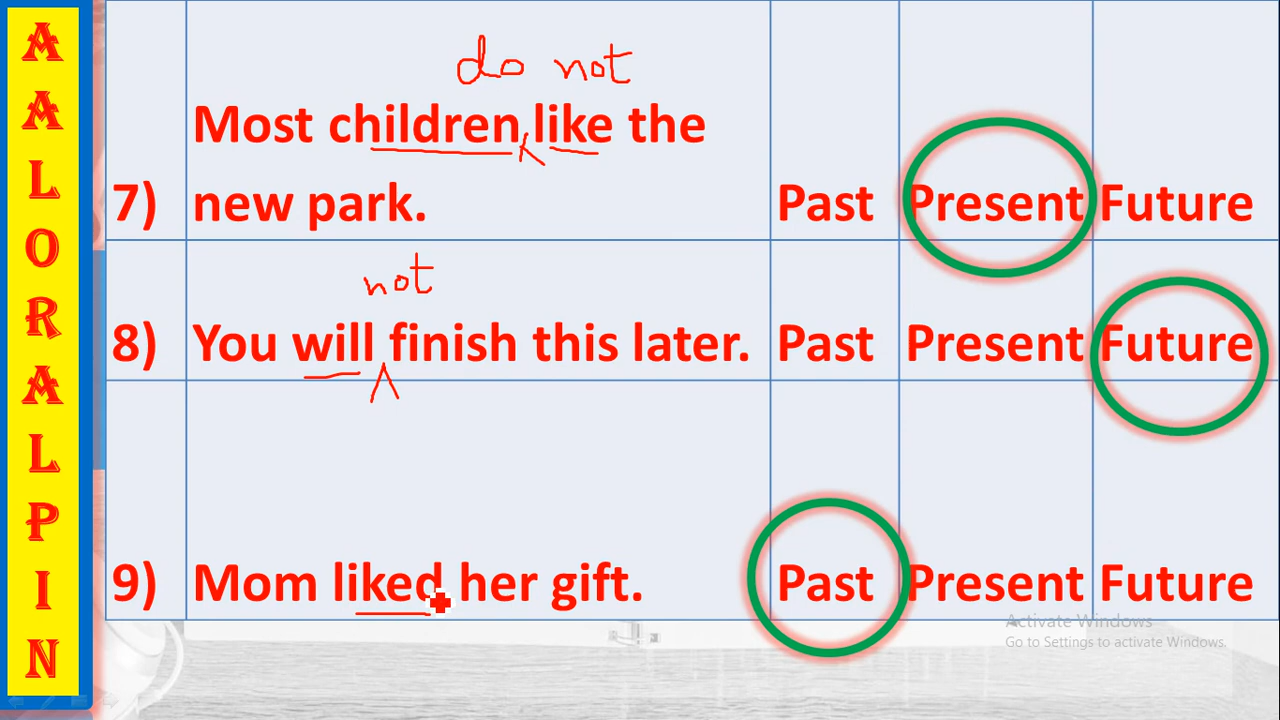 A
A
L
O
R
A
L
P
I
N
do not
Most children like the
7) new park. Past Present Future
not
8) You will finish this later. Past Present Future
9) Mom liked her gift. Past Present Future
Activate Windows
Go to Settings to activate Windows.